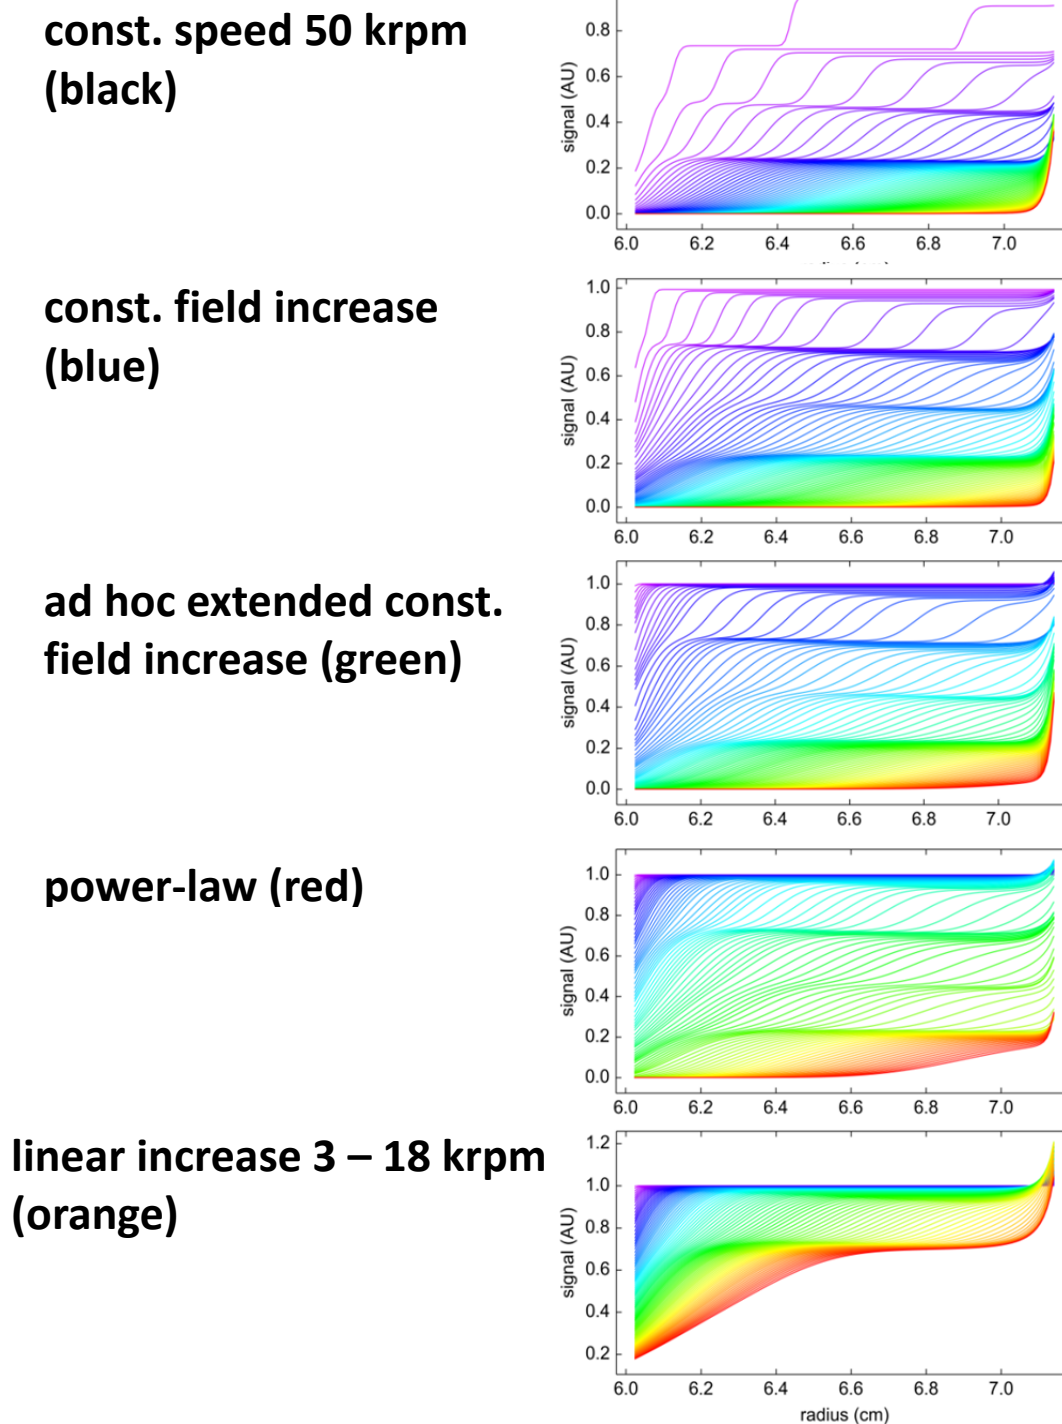 const. speed 50 krpm
(black)
0.8
0.6
0.4
0.2
0.0
signal (AU)
6.0 6.2 6.4 6.6 6.8 7.0
const. field increase
(blue)
1.0
0.8
0.6
0.4
0.2
0.0
signal (AU)
6.0 6.2 6.4 6.6 6.8 7.0
ad hoc extended const.
field increase (green)
1.0
0.8
0.6
0.4
0.2
0.0
signal (AU)
6.0 6.2 6.4 6.6 6.8 7.0
power-law (red)
1.0
0.8
0.6
0.4
0.2
0.0
signal (AU)
6.0 6.2 6.4 6.6 6.8 7.0
linear increase 3 – 18 krpm
(orange)
1.2
1.0
0.8
0.6
0.4
0.2
signal (AU)
6.0 6.2 6.4 6.6 6.8 7.0
radius (cm)